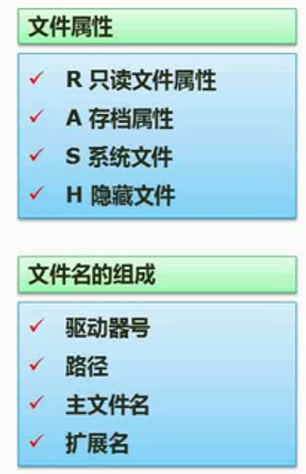 文件属性
✓ R 只读文件属性
✓ A 存档属性
✓ S 系统文件
✓ H 隐藏文件
文件名的组成
✓ 驱动器号
✓ 路径
✓ 主文件名
✓ 扩展名